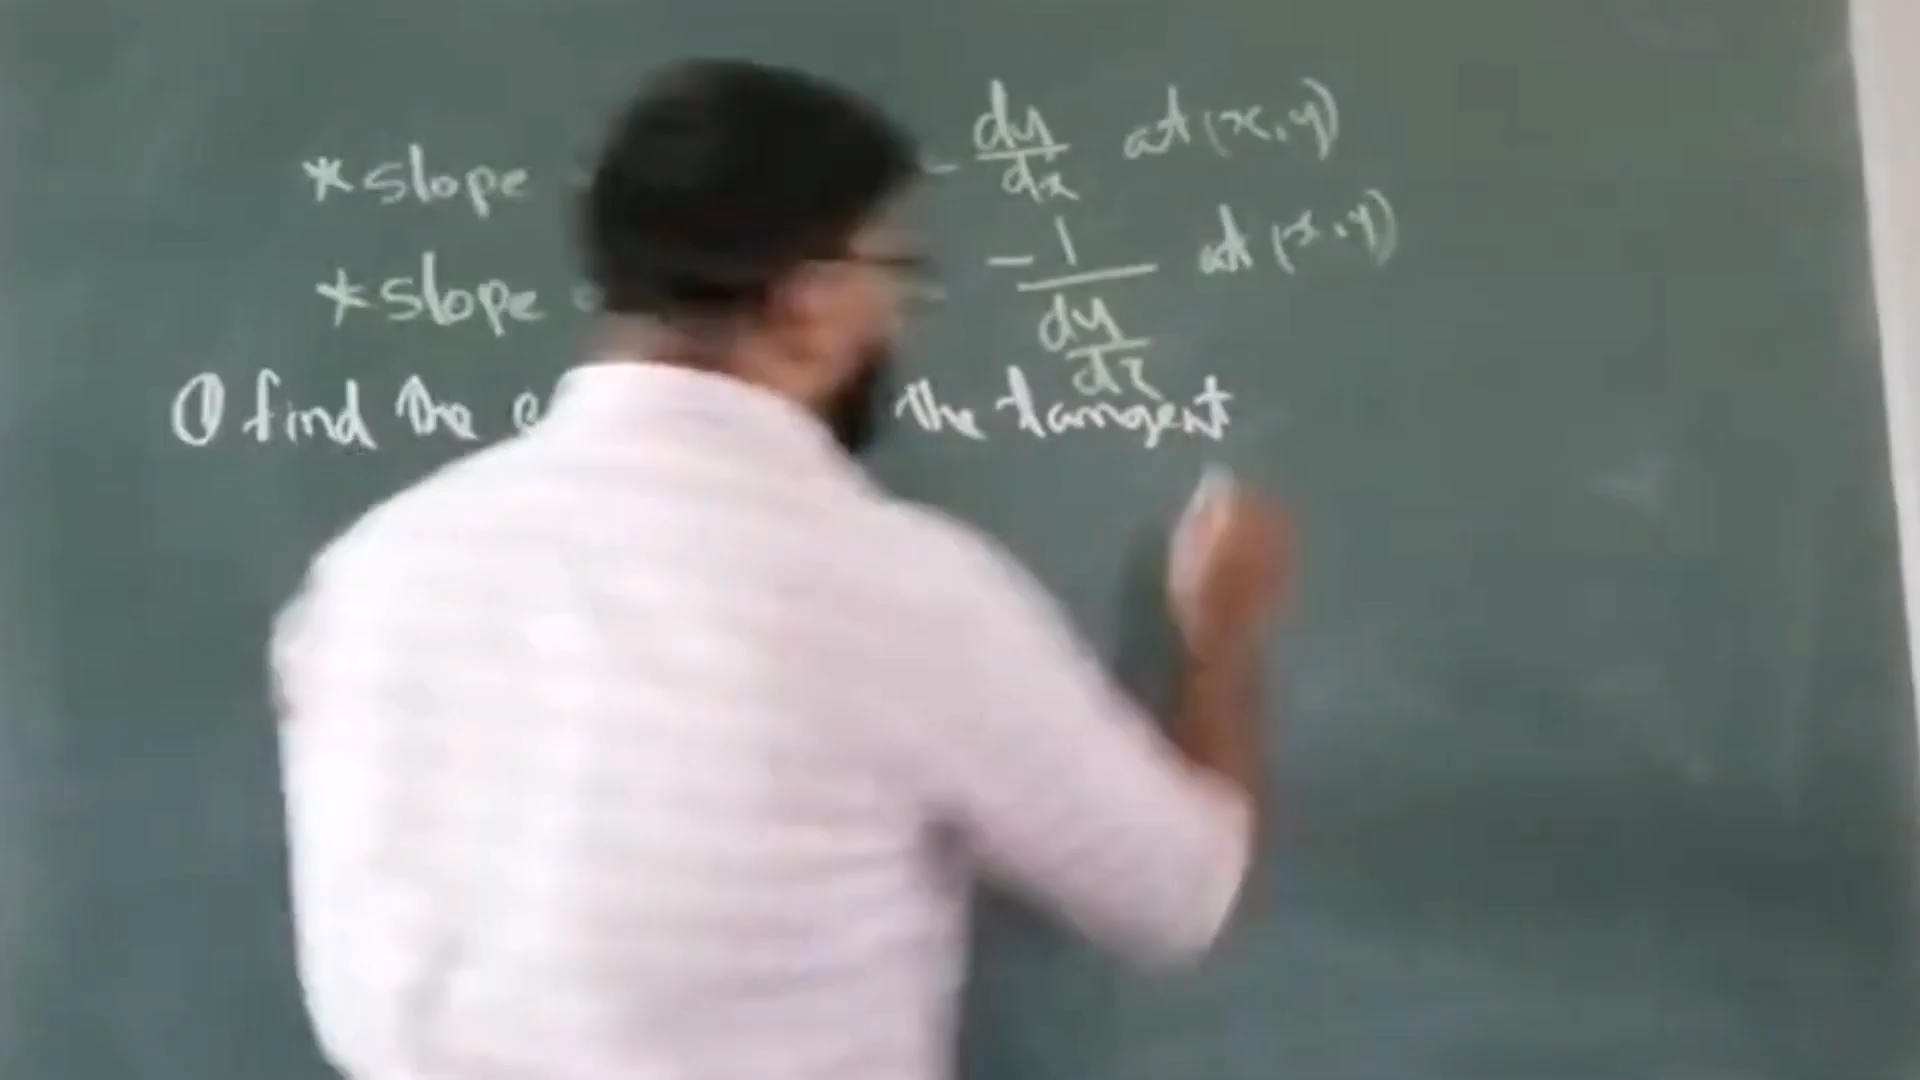 *slope dy/dx at (x,y)
*slope -1/(dy/dx) at (x,y)
① find the the tangent